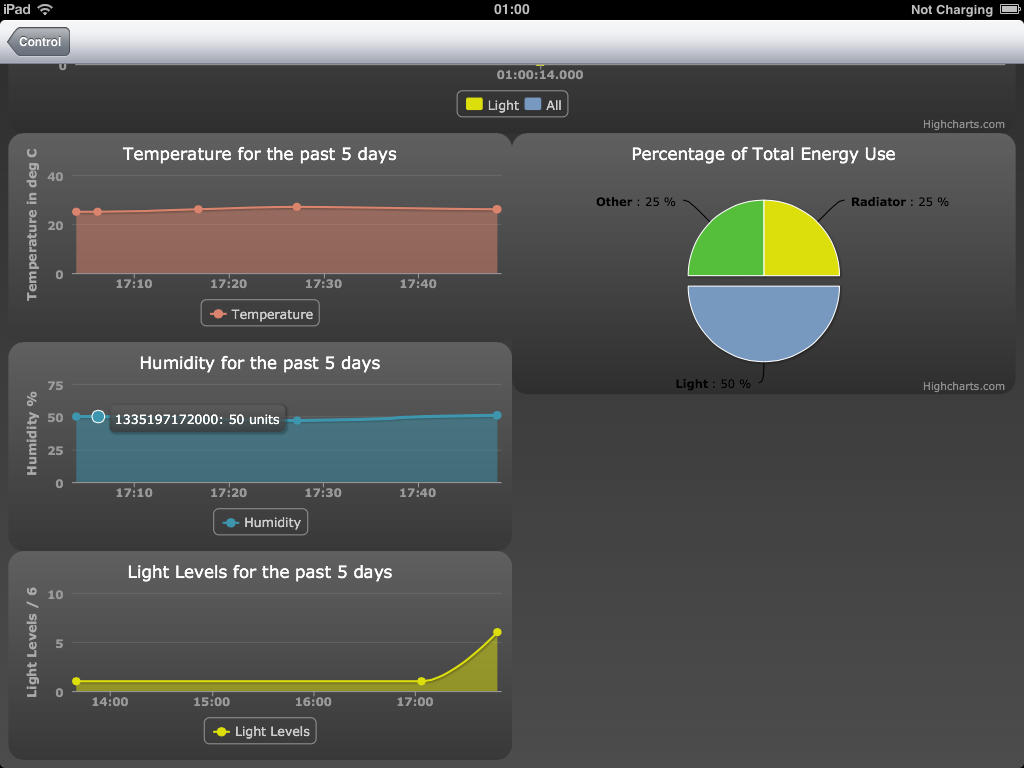 iPad 01:00 Not Charging
Control
0
01:00:14.000
Light All
Highcharts.com
Temperature for the past 5 days
Temperature in deg C
40
20
0
17:10 17:20 17:30 17:40
Temperature
Percentage of Total Energy Use
Other : 25 % Radiator : 25 %
Light : 50 %
Highcharts.com
Humidity for the past 5 days
Humidity %
75
50
25
0
1335197172000: 50 units
17:10 17:20 17:30 17:40
Humidity
Light Levels for the past 5 days
Light Levels / 6
10
5
0
14:00 15:00 16:00 17:00
Light Levels